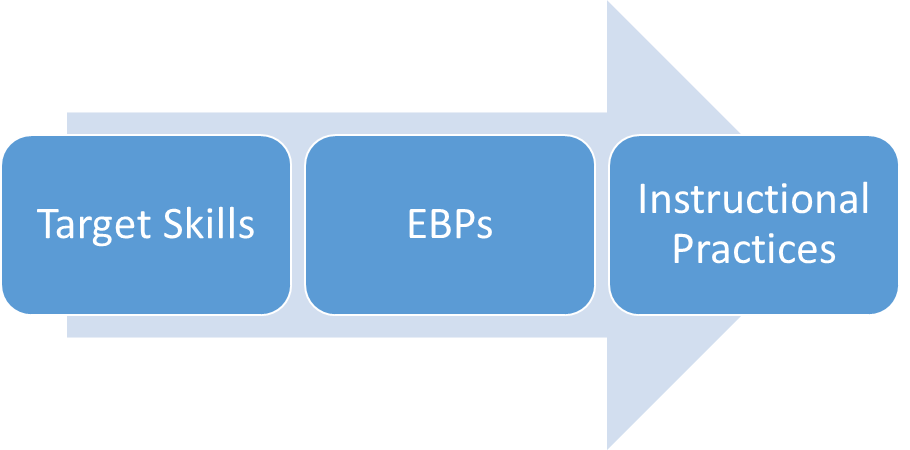 Target Skills
EBPs
Instructional
Practices